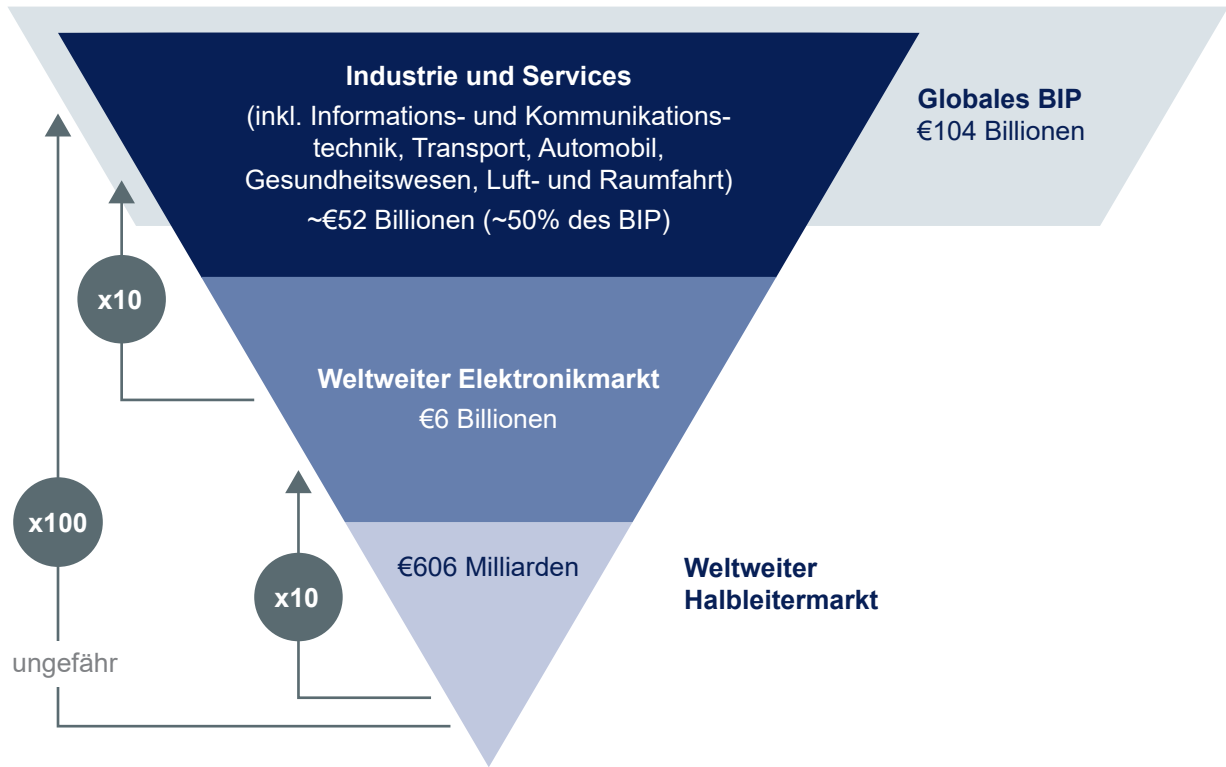 Industrie und Services
(inkl. Informations- und Kommunikations-
technik, Transport, Automobil,
Gesundheitswesen, Luft- und Raumfahrt)
~€52 Billionen (~50% des BIP)
Globales BIP
€104 Billionen
x10
Weltweiter Elektronikmarkt
€6 Billionen
x100
€606 Milliarden
Weltweiter
Halbleitermarkt
x10
ungefähr